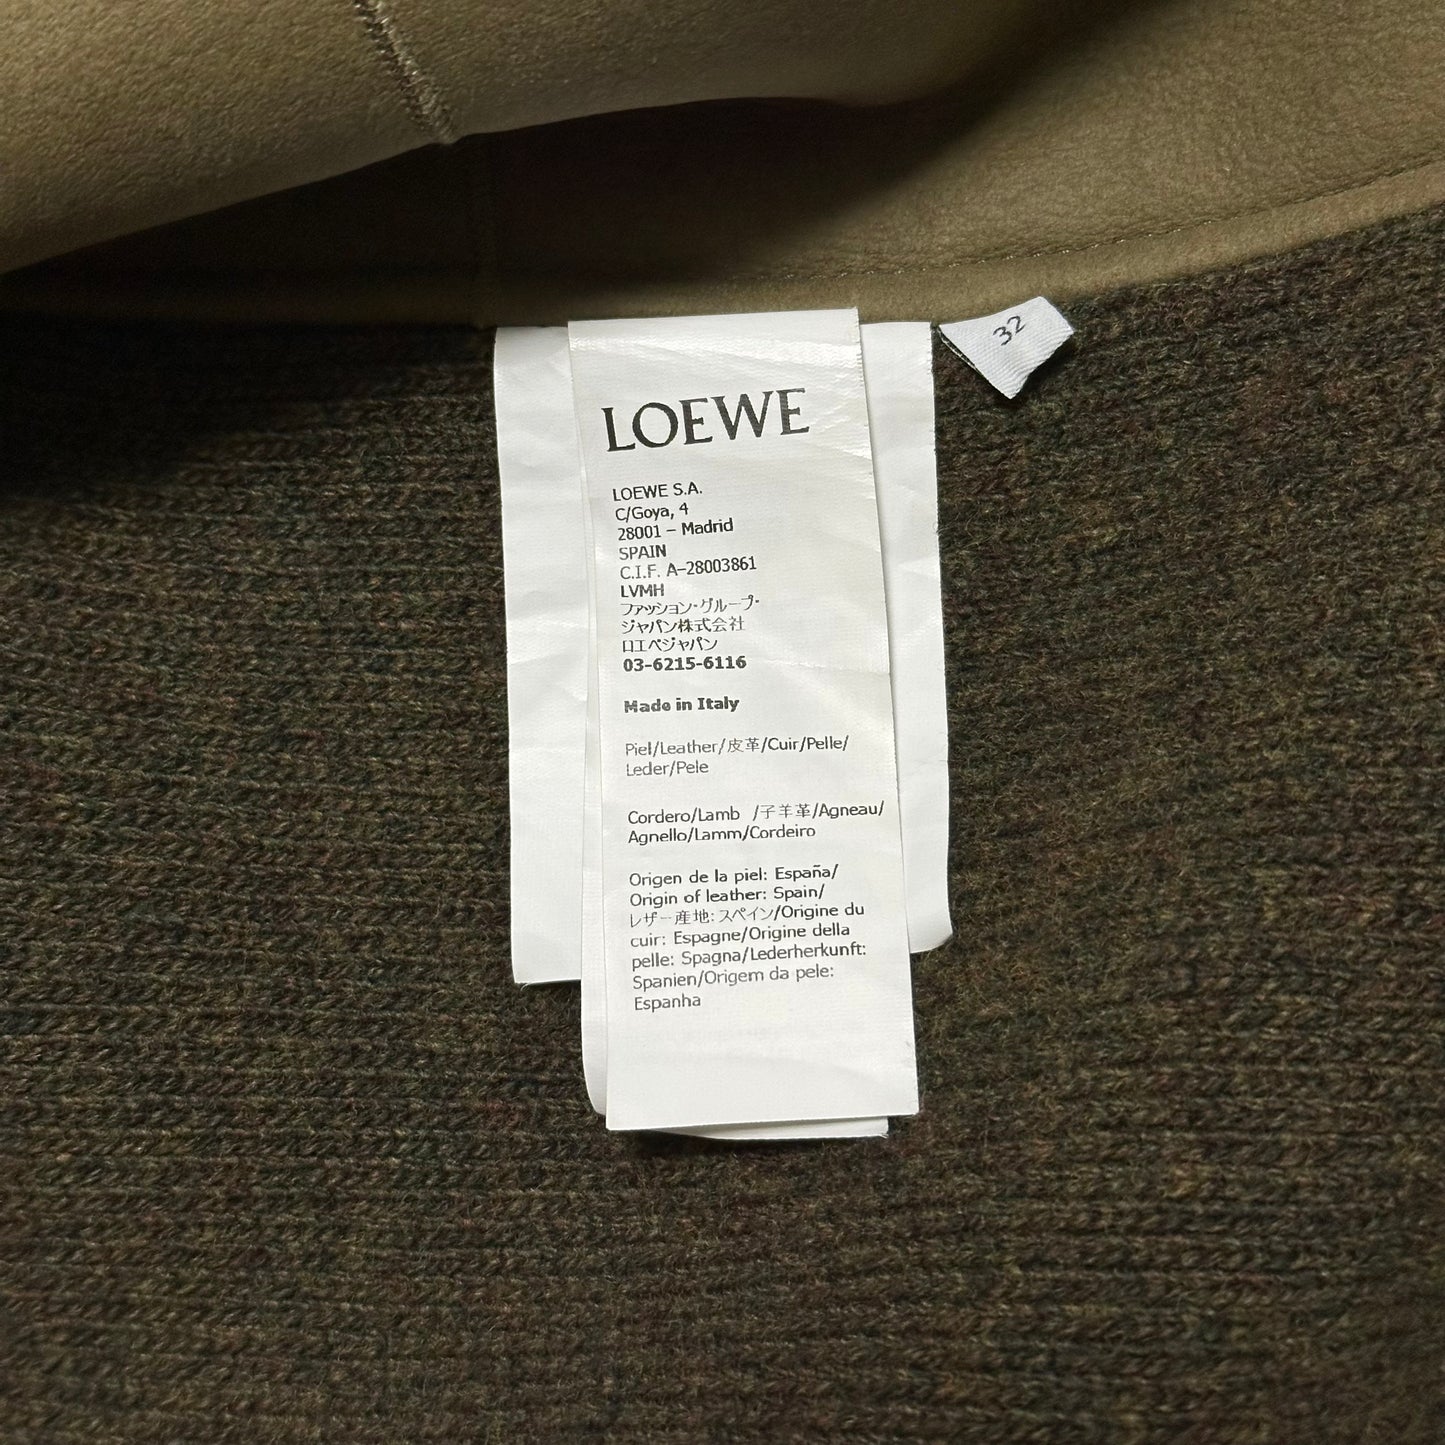 32
LOEWE
LOEWE S.A.
C/Goya, 4
28001 – Madrid
SPAIN
C.I.F. A-28003861
LVMH
ファッション・グループ・
ジャパン株式会社
ロエベジャパン
03-6215-6116
Made in Italy
Piel/Leather/皮革/Cuir/Pelle/
Leder/Pele
Cordero/Lamb /子羊革/Agneau/
Agnello/Lamm/Cordeiro
Origen de la piel: España/
Origin of leather: Spain/
レザー産地: スペイン/Origine du
cuir: Espagne/Origine della
pelle: Spagna/Lederherkunft:
Spanien/Origem da pele:
Espanha